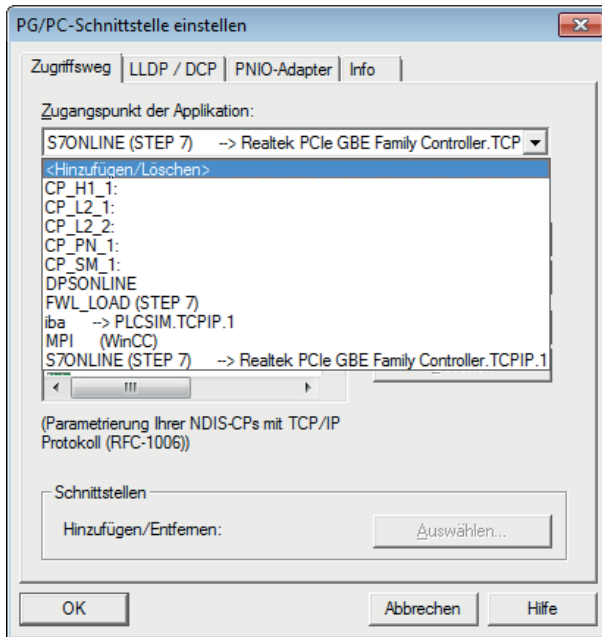 PG/PC-Schnittstelle einstellen
Zugriffsweg LLDP / DCP PNIO-Adapter Info
Zugangspunkt der Applikation:
S7ONLINE (STEP 7) --> Realtek PCIe GBE Family Controller.TCP
<Hinzufügen/Löschen>
CP_H1_1:
CP_L2_1:
CP_L2_2:
CP_PN_1:
CP_SM_1:
DPSONLINE
FWL_LOAD (STEP 7)
iba --> PLCSIM.TCPIP.1
MPI (WinCC)
S7ONLINE (STEP 7) --> Realtek PCIe GBE Family Controller.TCPIP.1
(Parametrierung Ihrer NDIS-CPs mit TCP/IP
Protokoll (RFC-1006))
Schnittstellen
Hinzufügen/Entfernen: Auswählen...
OK Abbrechen Hilfe